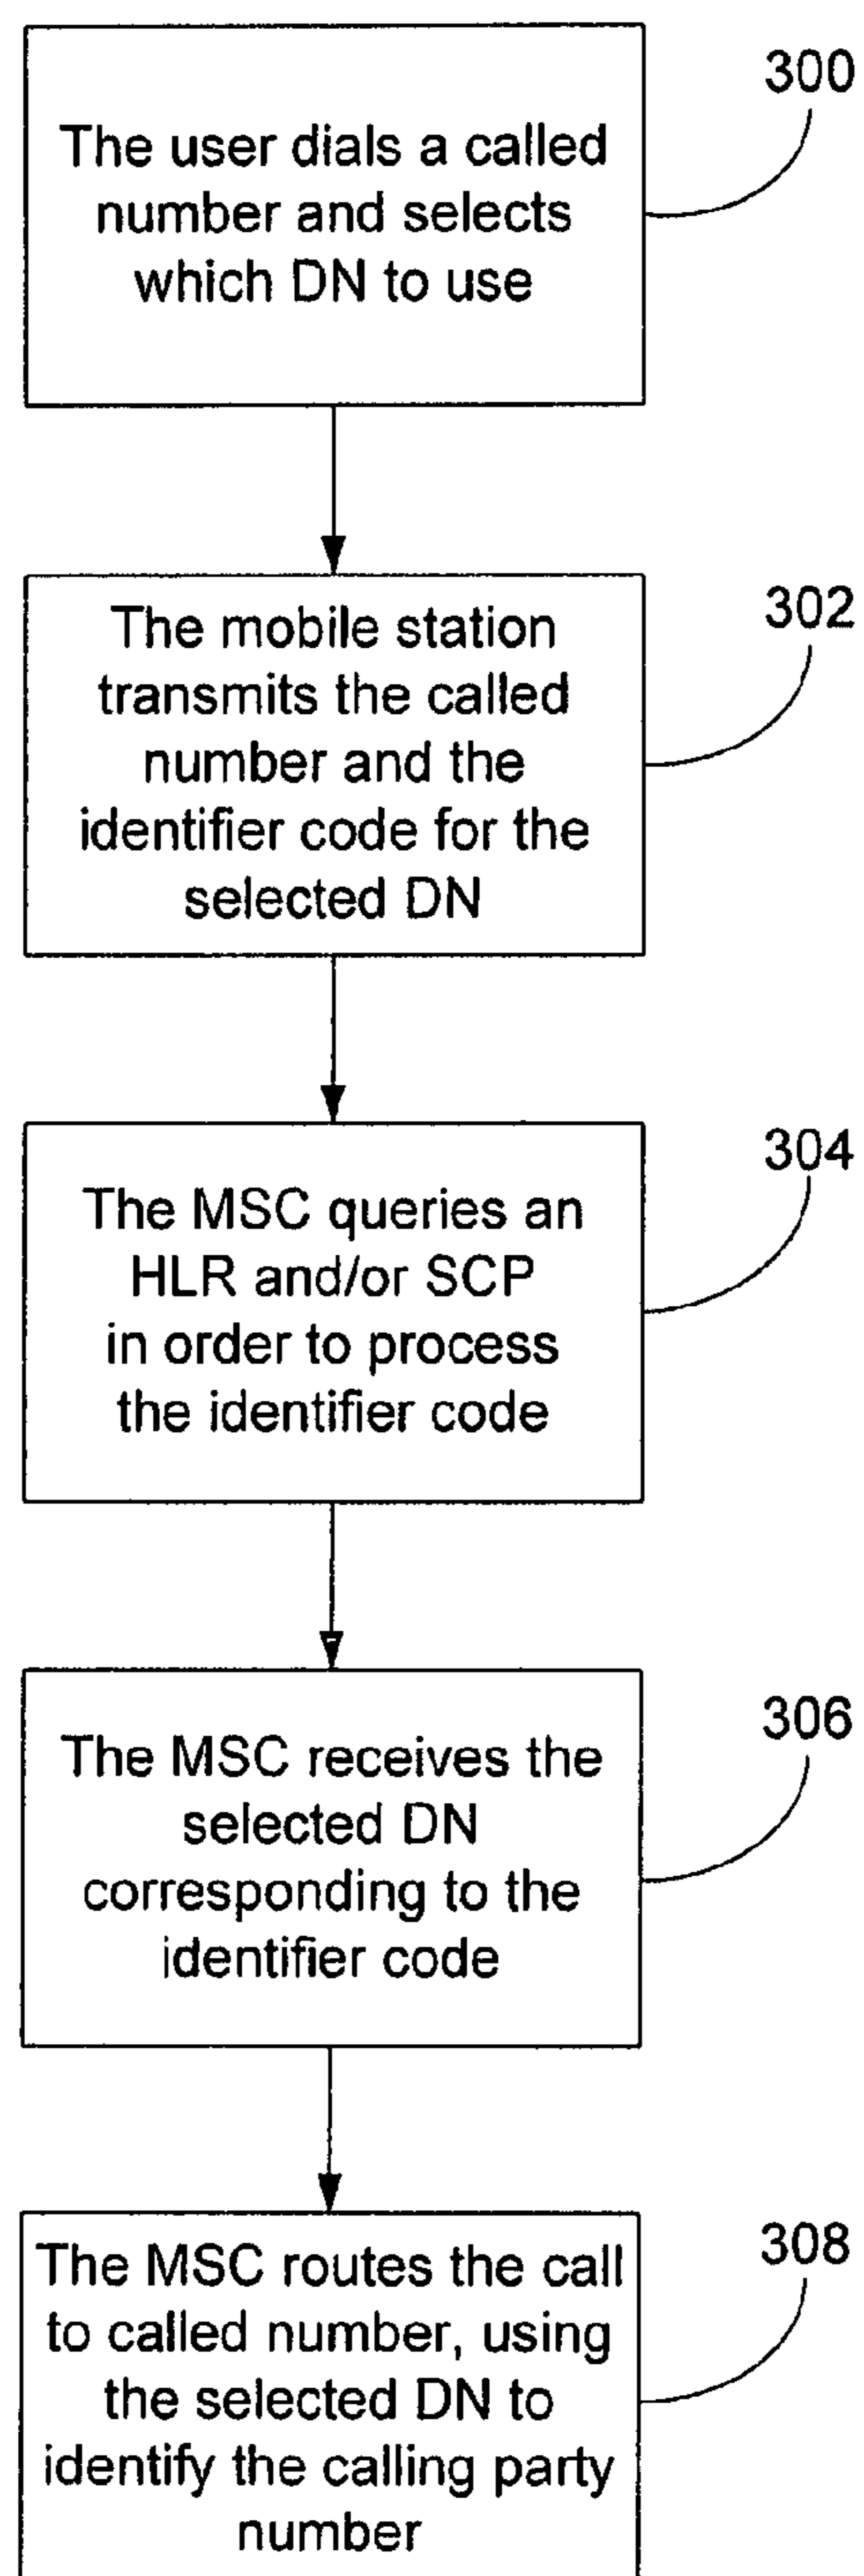 300
The user dials a called
number and selects
which DN to use
302
The mobile station
transmits the called
number and the
identifier code for the
selected DN
304
The MSC queries an
HLR and/or SCP
in order to process
the identifier code
306
The MSC receives the
selected DN
corresponding to the
identifier code
308
The MSC routes the call
to called number, using
the selected DN to
identify the calling party
number